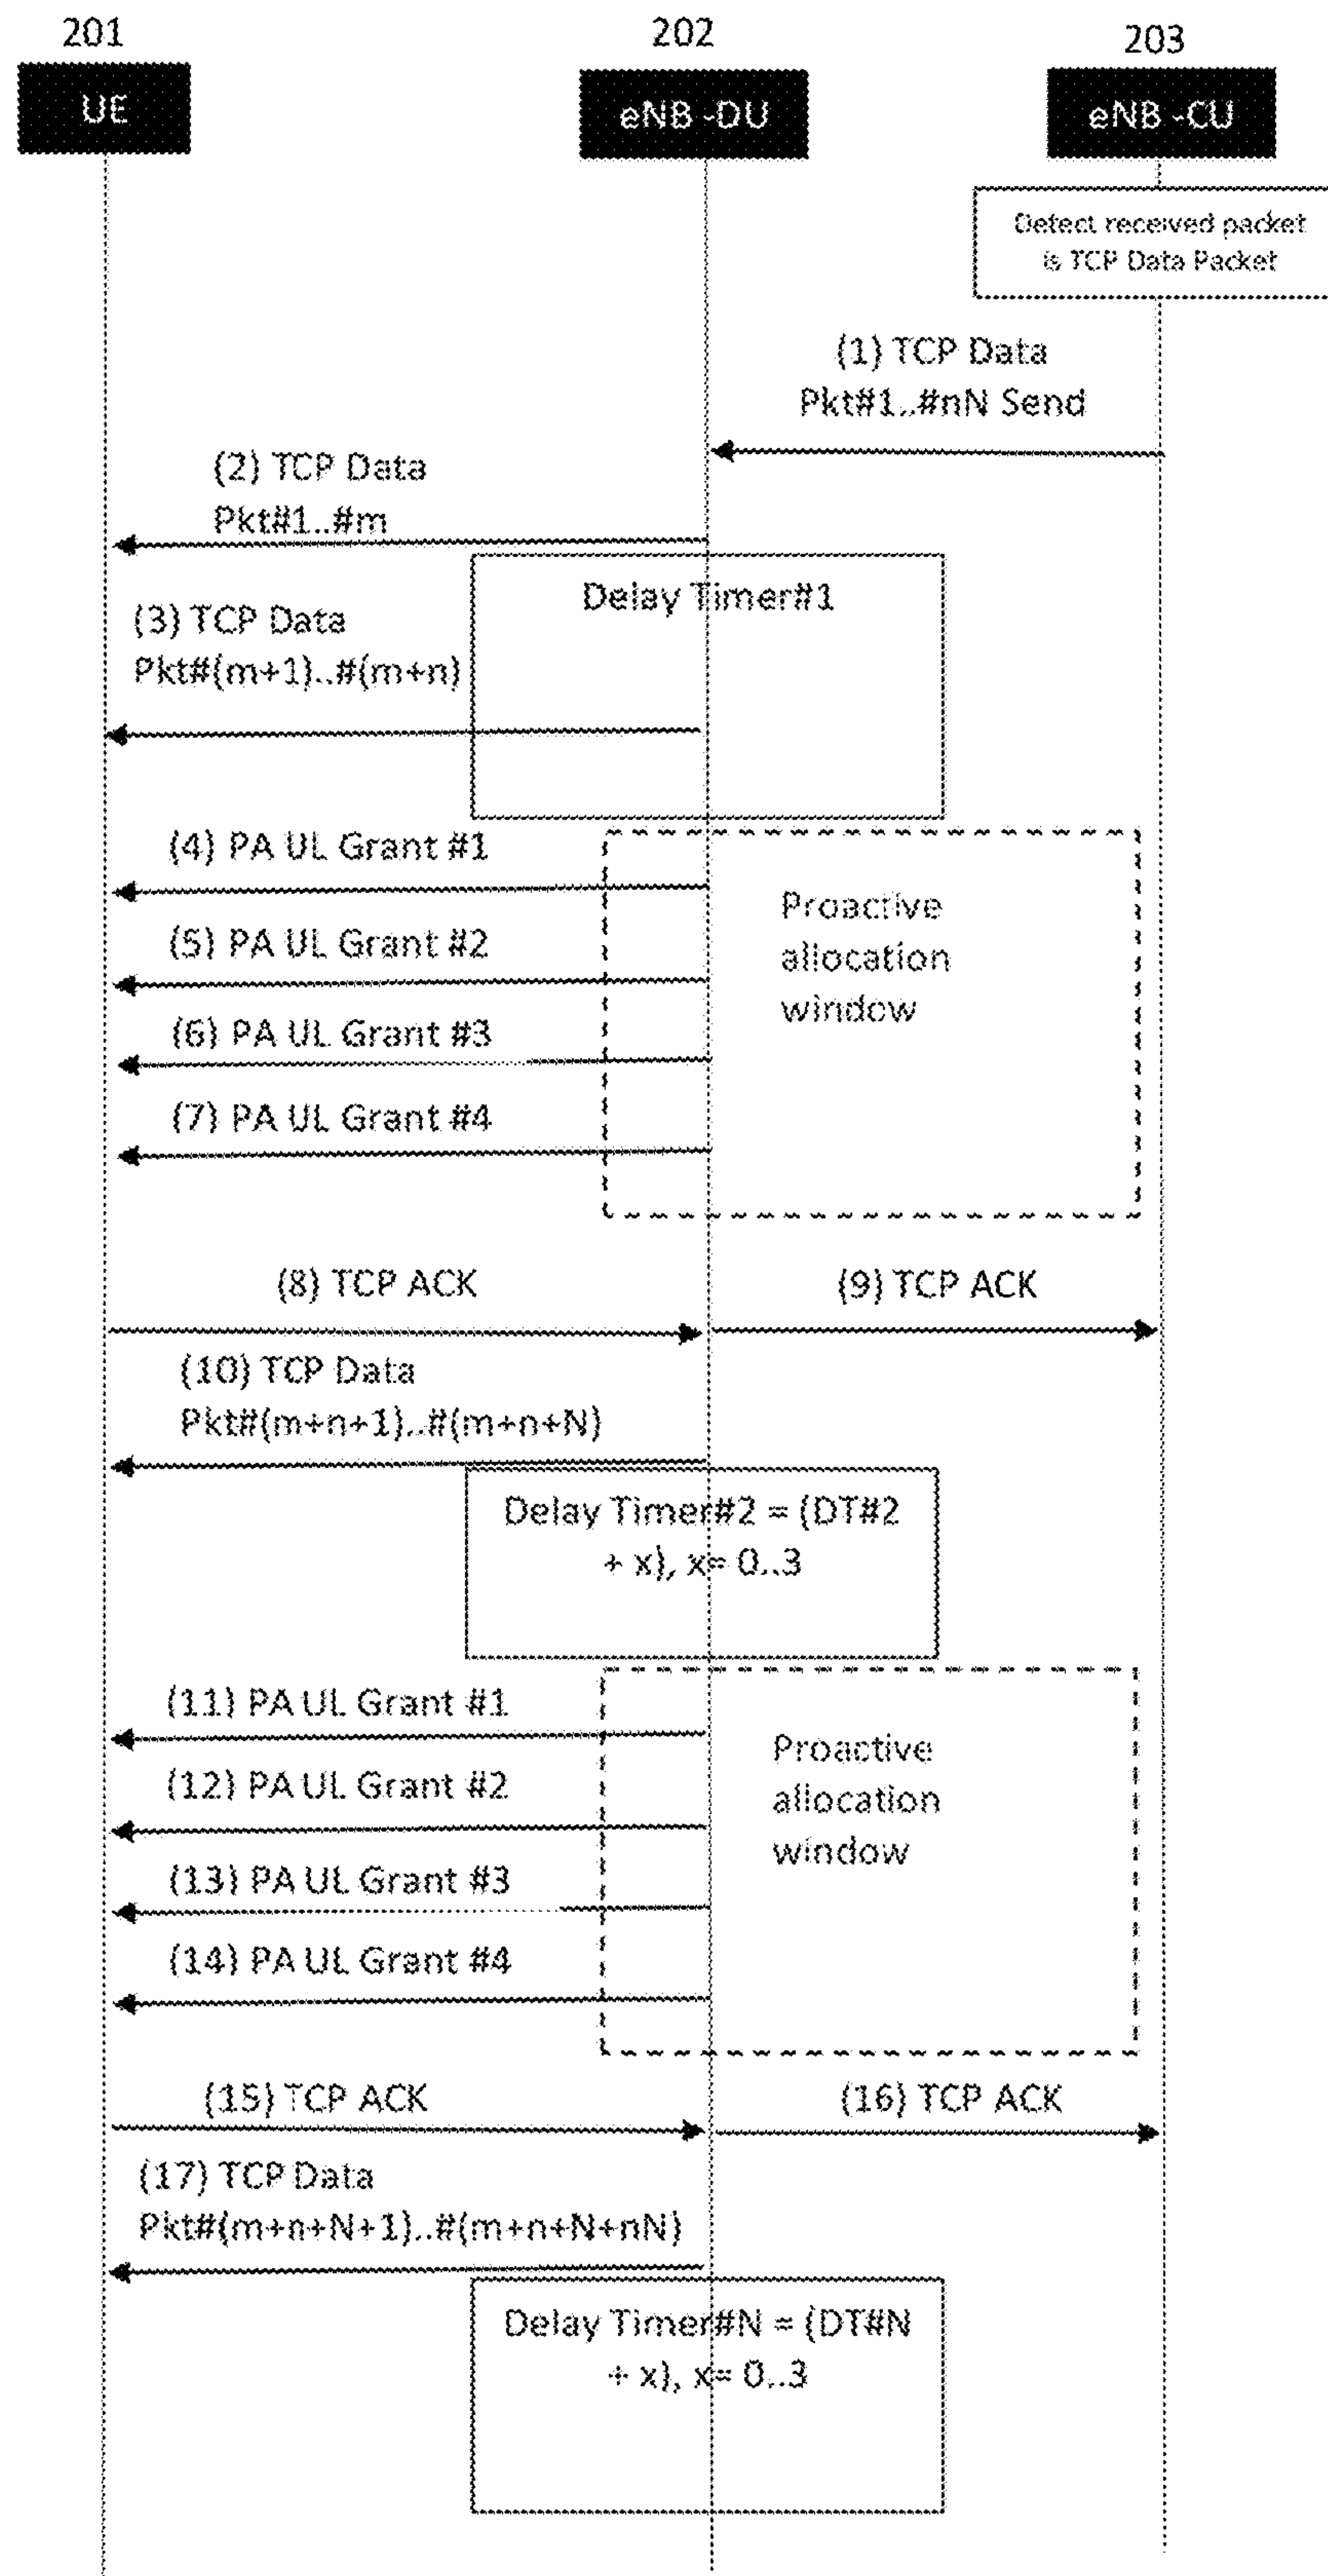 201
202
203
UE
eNB -DU
eNB -CU
Detect received packet
is TCP Data Packet
(1) TCP Data
Pkt#1..#nN Send
(2) TCP Data
Pkt#1..#m
Delay Timer#1
(3) TCP Data
Pkt#(m+1)..#(m+n)
(4) PA UL Grant #1
Proactive
allocation
window
(5) PA UL Grant #2
(6) PA UL Grant #3
(7) PA UL Grant #4
(8) TCP ACK
(9) TCP ACK
(10) TCP Data
Pkt#(m+n+1)..#(m+n+N)
Delay Timer#2 = (DT#2
+ x), x= 0..3
(11) PA UL Grant #1
Proactive
allocation
window
(12) PA UL Grant #2
(13) PA UL Grant #3
(14) PA UL Grant #4
(15) TCP ACK
(16) TCP ACK
(17) TCP Data
Pkt#(m+n+N+1)..#(m+n+N+nN)
Delay Timer#N = (DT#N
+ x), x= 0..3